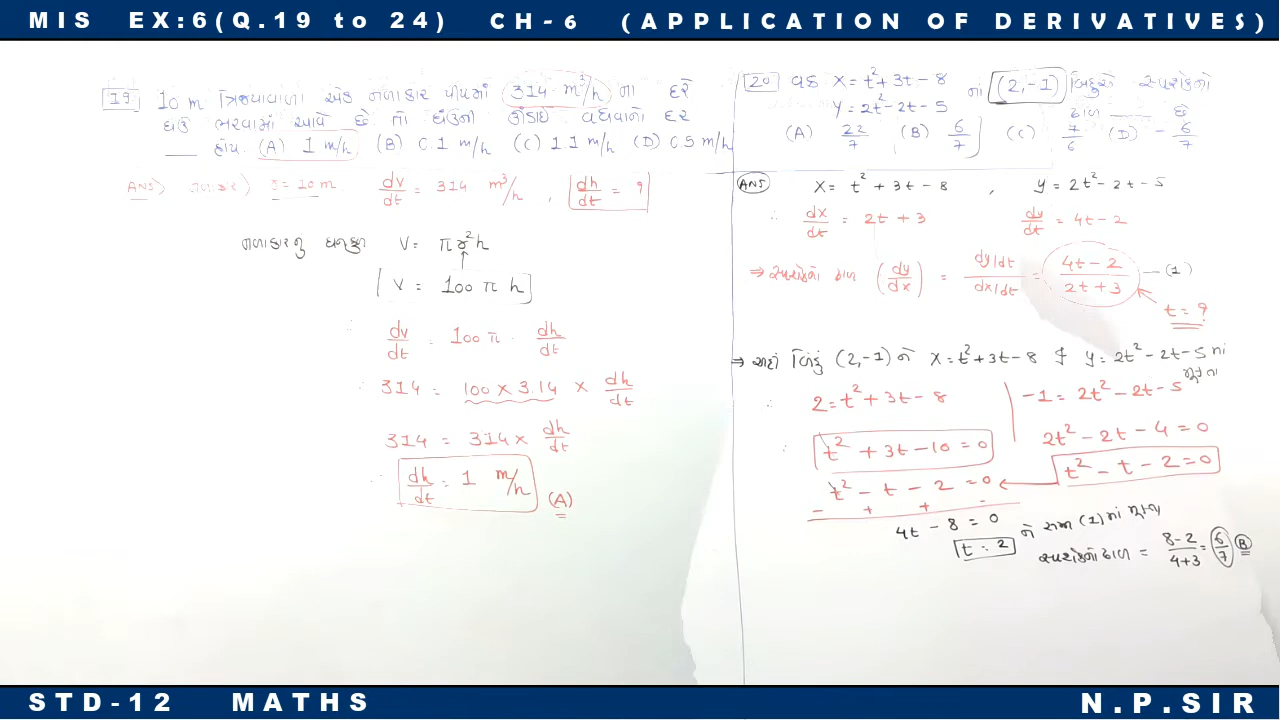 MIS EX:6(Q.19 to 24) CH-6 (APPLICATION OF DERIVATIVES)
19 10 m ત્રિજ્યાવાળા એક નળાકાર પીપમાં 314 m³/h ના દરે
ઘઉં ભરવામાં આવે છે તો ઘઉંની ઊંડાઈ વધવાનો દર
___ હોય. (A) 1 m/h (B) 0.1 m/h (C) 1.1 m/h (D) 0.5 m/h
Ans) નળાકાર) r = 10 m dv/dt = 314 m³/h , dh/dt = ?
નળાકારનું ઘનફળ V = πr²h
[V = 100 π h]
∴ dv/dt = 100 π · dh/dt
∴ 314 = 100 × 3.14 × dh/dt
314 = 314 × dh/dt
∴ dh/dt = 1 m/h (A)
20 વક્ર x = t² + 3t - 8
y = 2t² - 2t - 5 નાં (2, -1) બિંદુએ સ્પર્શકનો
ઢાળ ___ છે
(A) 22/7 (B) 6/7 (C) 7/6 (D) - 6/7
ANS x = t² + 3t - 8 , y = 2t² - 2t - 5
∴ dx/dt = 2t + 3 dy/dt = 4t - 2
⇒ સ્પર્શકનો ઢાળ (dy/dx) = dy/dt / dx/dt = 4t - 2 / 2t + 3 — (1)
t = ?
⇒ અહીં બિંદુ (2, -1) ને x = t² + 3t - 8 ને y = 2t² - 2t - 5 માં
મૂકતાં
∴ 2 = t² + 3t - 8 -1 = 2t² - 2t - 5
2t² - 2t - 4 = 0
∴ t² + 3t - 10 = 0 t² - t - 2 = 0
t² - t - 2 = 0
- + + -
4t - 8 = 0
t = 2 ને સમી (1) માં મૂકતાં
સ્પર્શકનો ઢાળ = 8 - 2 / 4 + 3 = 6/7 B
STD-12 MATHS N.P.SIR